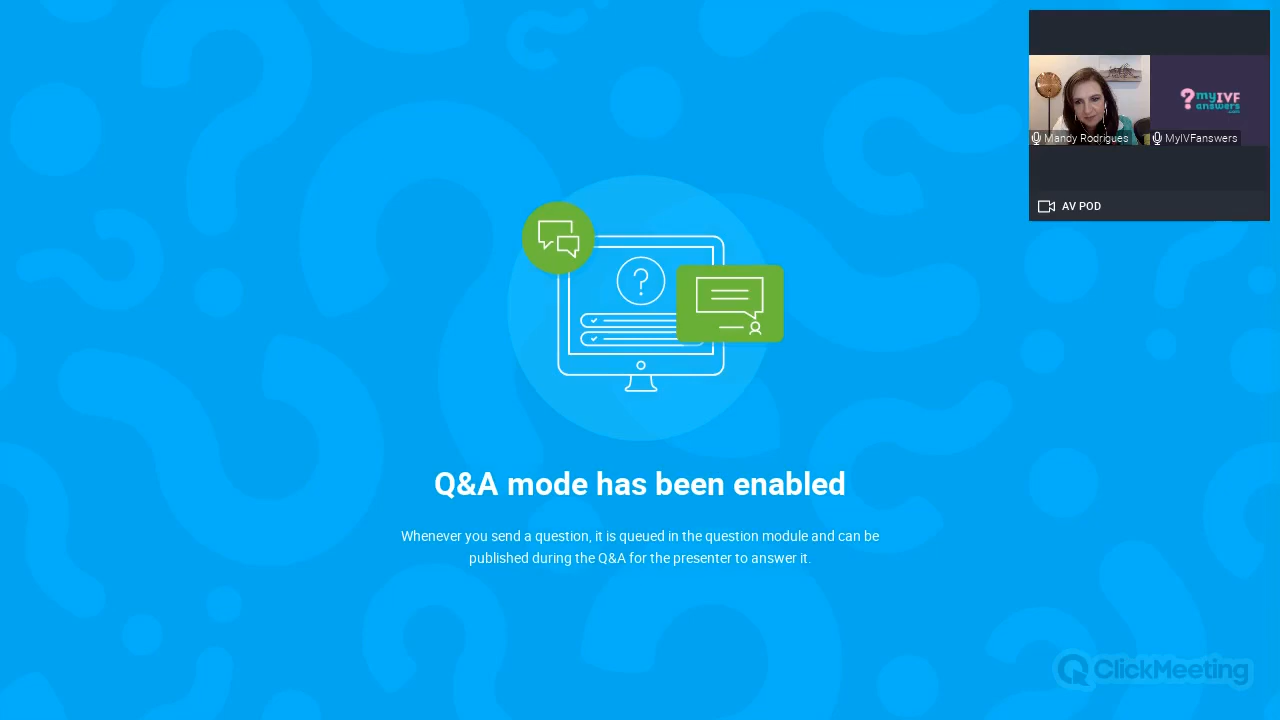 ?myIVF
answers
.com
Mandy Rodrigues
MyIVFanswers
AV POD
?
Q&A mode has been enabled
Whenever you send a question, it is queued in the question module and can be
published during the Q&A for the presenter to answer it.
ClickMeeting